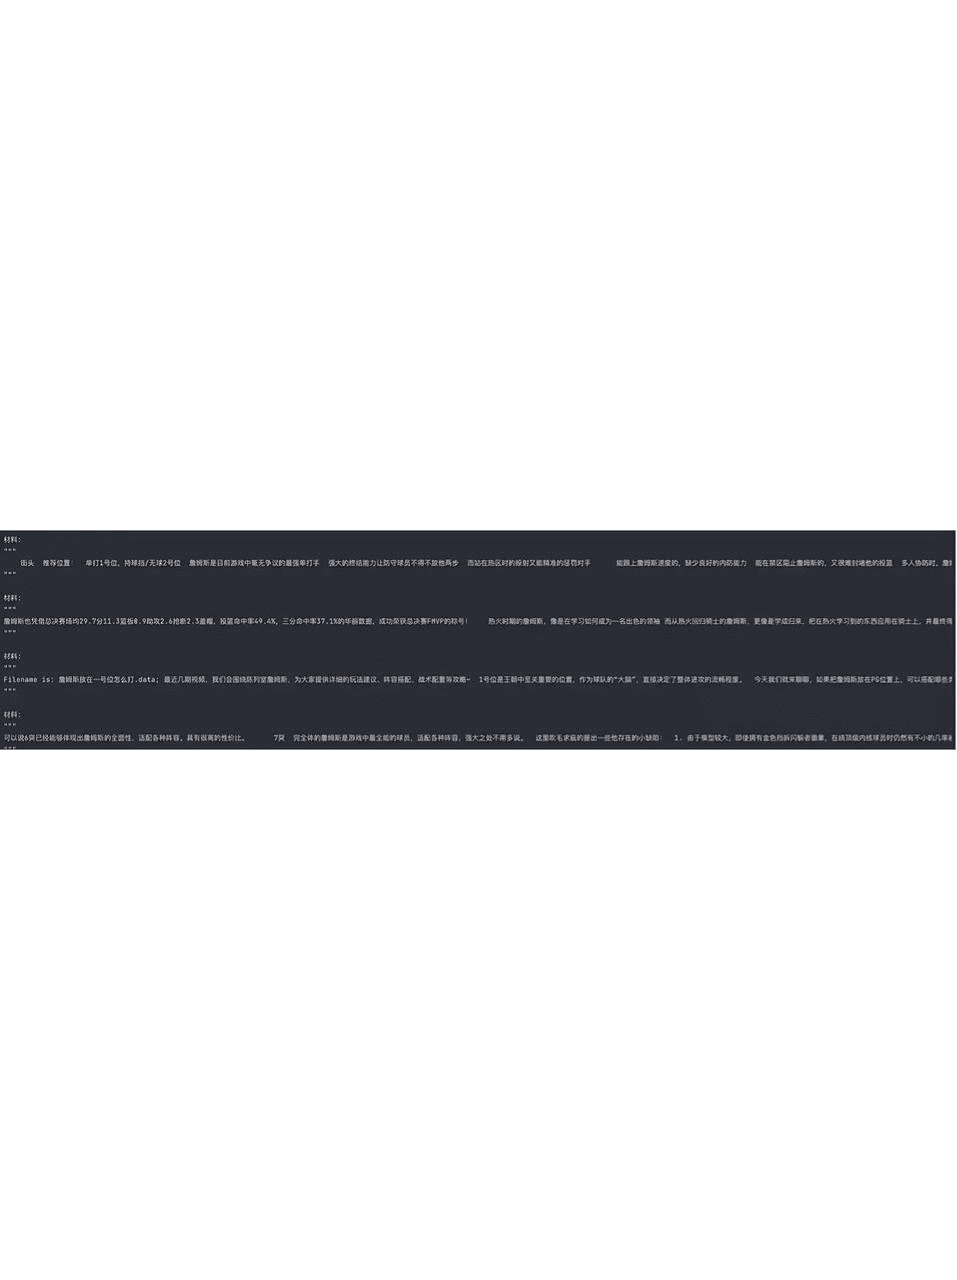 材料:
"""
街头 推荐位置: 单打1号位, 持球挡/无球2号位 詹姆斯是目前游戏中毫无争议的最强单打手 强大的终结能力让防守球员不得不放他两步 而站在热区时的投射又能精准的惩罚对手 能跟上詹姆斯速度的, 缺少良好的内防能力 能在禁区阻止詹姆斯的, 又很难封堵他的投篮 多人协防时, 詹
"""
材料:
"""
詹姆斯也凭借总决赛场均29.7分11.3篮板8.9助攻2.6抢断2.3盖帽, 投篮命中率49.4%, 三分命中率37.1%的华丽数据, 成功荣获总决赛FMVP的称号! 热火时期的詹姆斯, 像是在学习如何成为一名出色的领袖 而从热火回归骑士的詹姆斯, 更像是学成归来, 把在热火学习到的东西应用在骑士上, 并最终
"""
材料:
"""
Filename is: 詹姆斯放在一号位怎么打.data; 最近几期视频, 我们会围绕陈列室詹姆斯, 为大家提供详细的玩法建议、阵容搭配、战术配置等攻略~ 1号位是王朝中至关重要的位置, 作为球队的“大脑”, 直接决定了整体进攻的流畅程度。 今天我们就来聊聊, 如果把詹姆斯放在PG位置上, 可以搭配哪些
"""
材料:
"""
可以说6突已经能够体现出詹姆斯的全面性, 适配各种阵容, 具有很高的性价比。 7突 完全体的詹姆斯是游戏中最全能的球员, 适配各种阵容, 强大之处不用多说。 这里吹毛求疵的提出一些他存在的小缺陷: 1. 由于模型较大, 即使拥有金色挡拆闪躲者徽章, 在绕顶级内线球员时仍然有不小的几率
"""